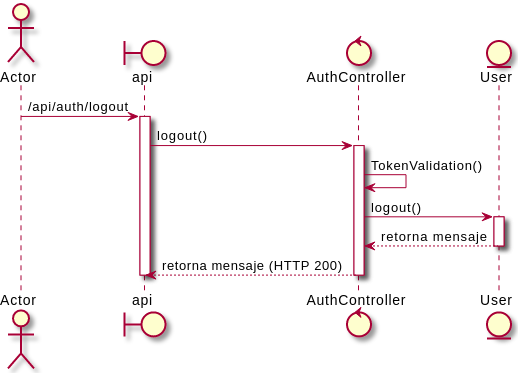 Actor api AuthController User
/api/auth/logout
logout()
TokenValidation()
logout()
retorna mensaje
retorna mensaje (HTTP 200)
Actor api AuthController User